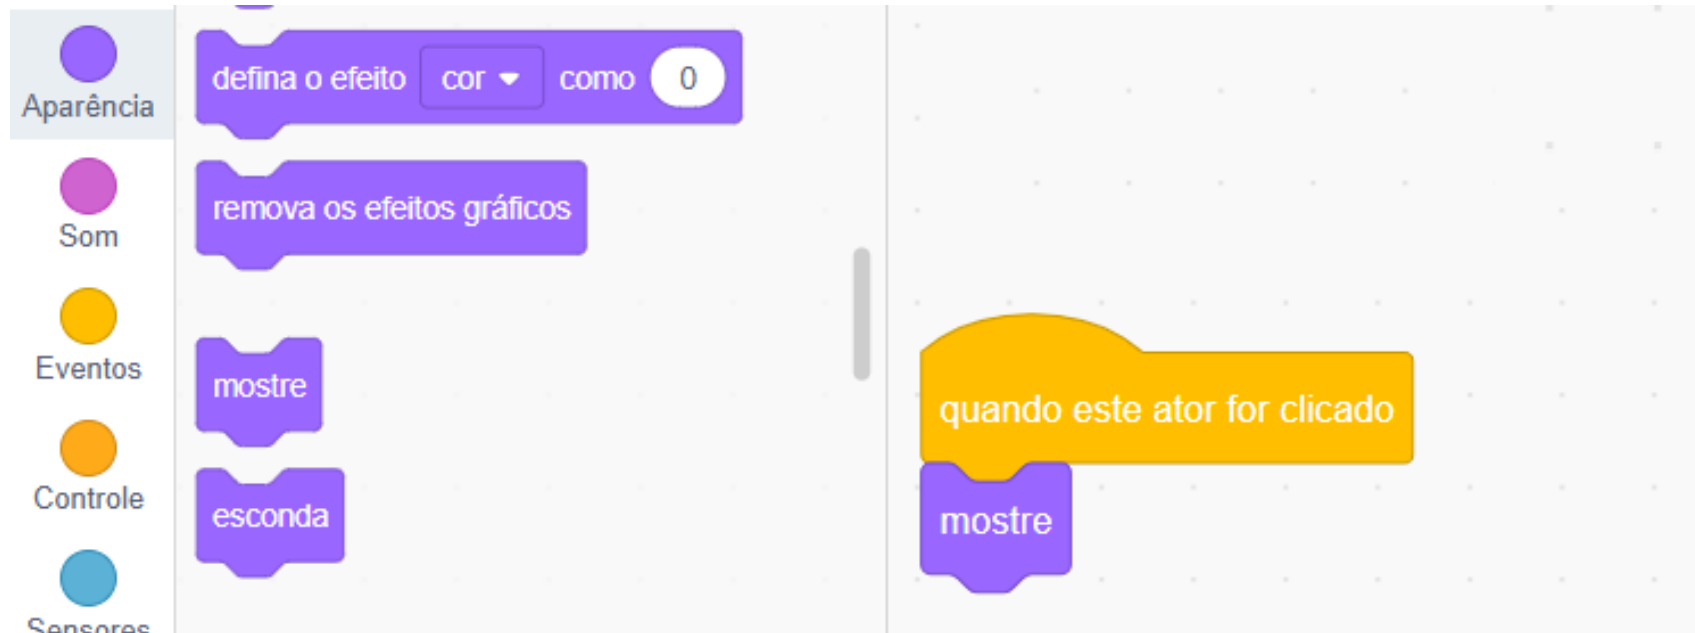 Aparência
Som
Eventos
Controle
Sensores
defina o efeito cor como 0
remova os efeitos gráficos
mostre
esconda
quando este ator for clicado
mostre